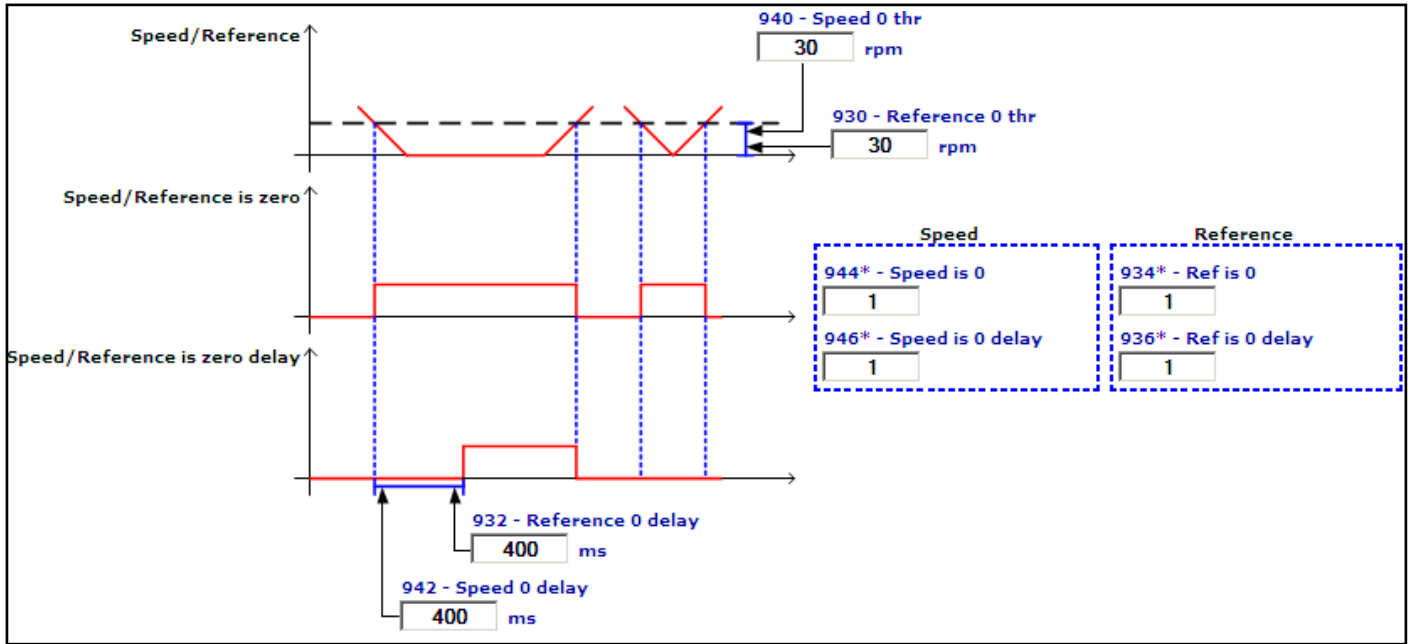 940 - Speed 0 thr
Speed/Reference
30 rpm
930 - Reference 0 thr
30 rpm
Speed/Reference is zero
Speed
Reference
944* - Speed is 0
934* - Ref is 0
1
1
946* - Speed is 0 delay
936* - Ref is 0 delay
Speed/Reference is zero delay
1
1
932 - Reference 0 delay
400 ms
942 - Speed 0 delay
400 ms